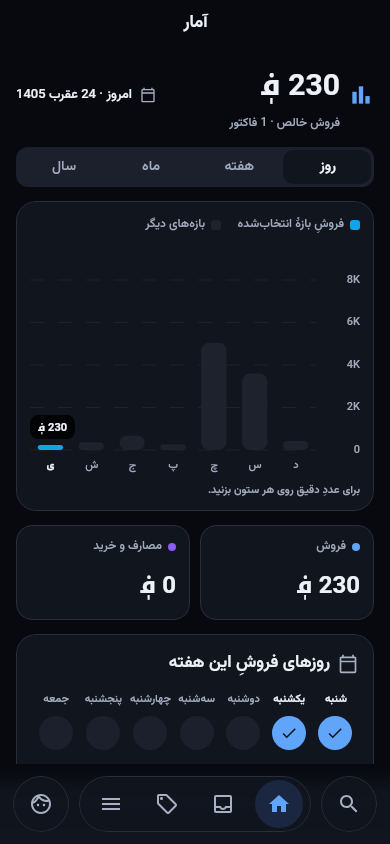 آمار
230 ؋
امروز · 24 عقرب 1405
فروش خالص · 1 فاکتور
روز
هفته
ماه
سال
فروشِ بازهٔ انتخاب‌شده
بازه‌های دیگر
8K
6K
4K
2K
0
230 ؋
د
س
چ
پ
ج
ش
ی
برای عددِ دقیق روی هر ستون بزنید.
فروش
230 ؋
مصارف و خرید
0 ؋
روزهای فروشِ این هفته
شنبه
یکشنبه
دوشنبه
سه‌شنبه
چهارشنبه
پنجشنبه
جمعه